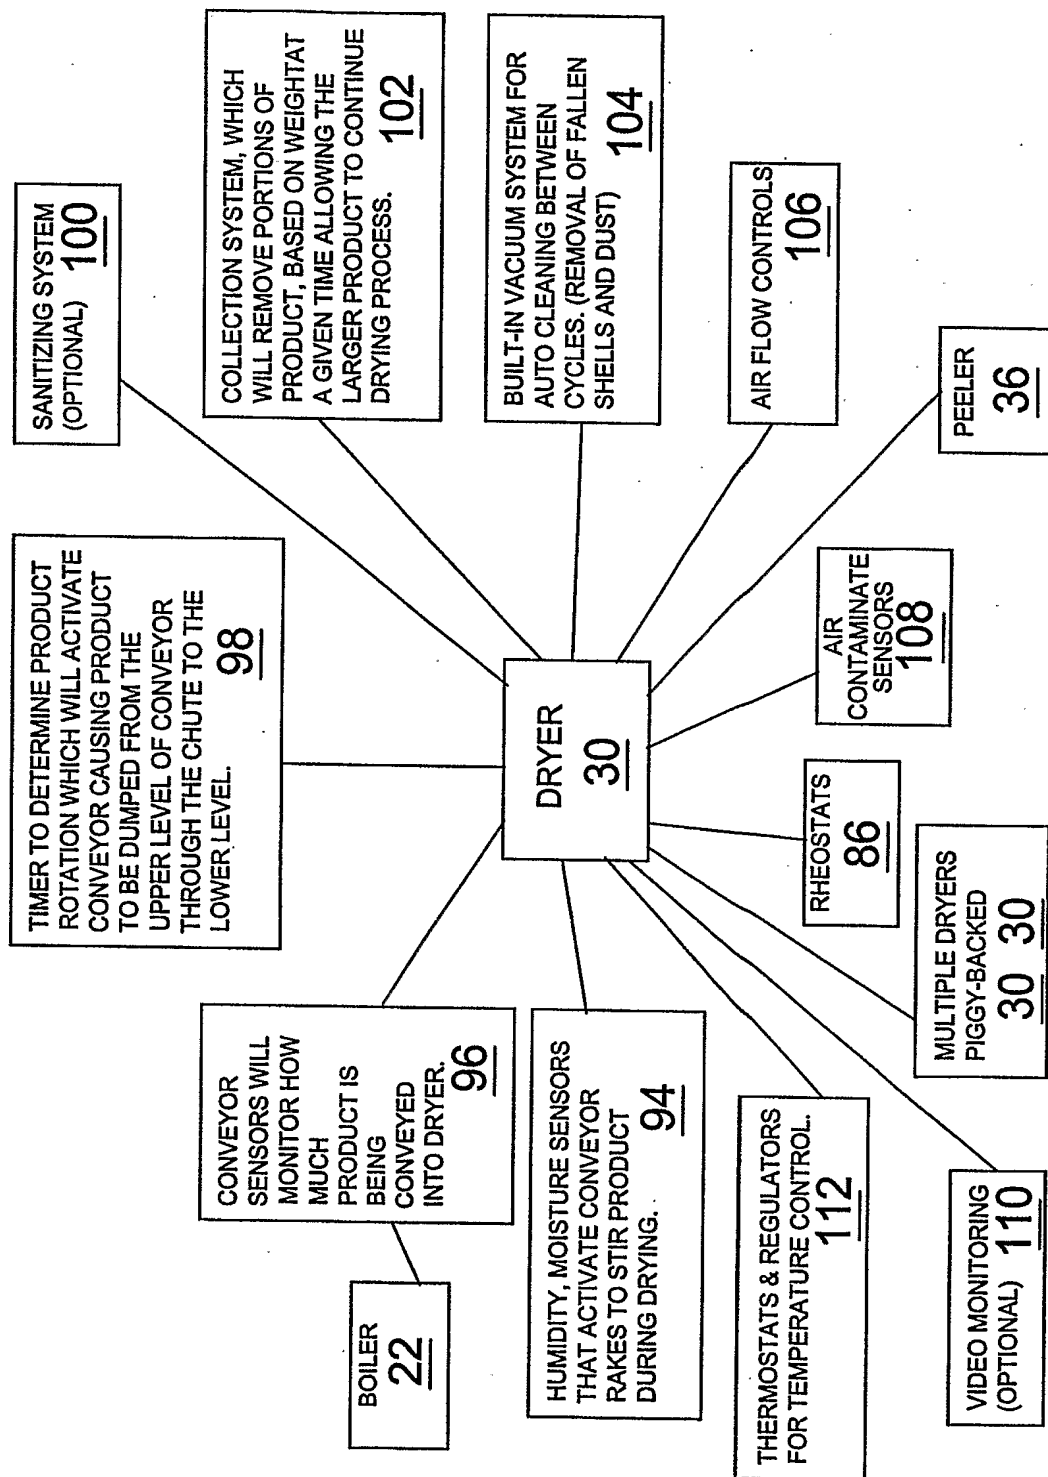 BOILER
22
CONVEYOR
SENSORS WILL
MONITOR HOW
MUCH
PRODUCT IS
BEING
CONVEYED
INTO DRYER.
96
TIMER TO DETERMINE PRODUCT
ROTATION WHICH WILL ACTIVATE
CONVEYOR CAUSING PRODUCT
TO BE DUMPED FROM THE
UPPER LEVEL OF CONVEYOR
THROUGH THE CHUTE TO THE
LOWER LEVEL.
98
SANITIZING SYSTEM
(OPTIONAL) 100
COLLECTION SYSTEM, WHICH
WILL REMOVE PORTIONS OF
PRODUCT, BASED ON WEIGHTAT
A GIVEN TIME ALLOWING THE
LARGER PRODUCT TO CONTINUE
DRYING PROCESS.
102
HUMIDITY, MOISTURE SENSORS
THAT ACTIVATE CONVEYOR
RAKES TO STIR PRODUCT
DURING DRYING.
94
DRYER
30
BUILT-IN VACUUM SYSTEM FOR
AUTO CLEANING BETWEEN
CYCLES. (REMOVAL OF FALLEN
SHELLS AND DUST)
104
THERMOSTATS & REGULATORS
FOR TEMPERATURE CONTROL.
112
RHEOSTATS
86
AIR
CONTAMINATE
SENSORS
108
AIR FLOW CONTROLS
106
VIDEO MONITORING
(OPTIONAL) 110
MULTIPLE DRYERS
PIGGY-BACKED
30 30
PEELER
36